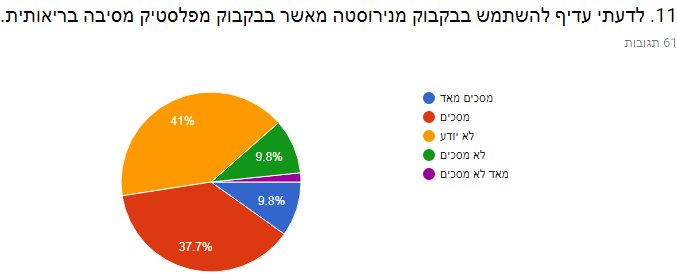 11. לדעתי עדיף להשתמש בבקבוק מנירוסטה מאשר בבקבוק מפלסטיק מסיבה בריאותית.
61 תגובות
מסכים מאד
מסכים
לא יודע
לא מסכים
מאד לא מסכים
41%
9.8%
9.8%
37.7%